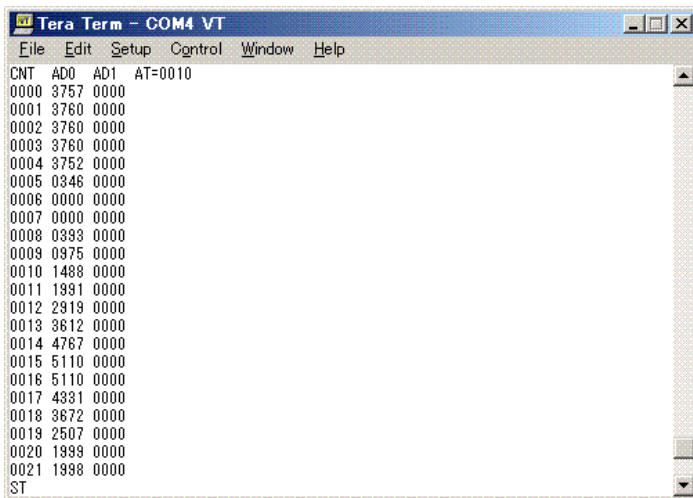 Tera Term - COM4 VT
File Edit Setup Control Window Help
CNT AD0 AD1 AT=0010
0000 3757 0000
0001 3760 0000
0002 3760 0000
0003 3760 0000
0004 3752 0000
0005 0346 0000
0006 0000 0000
0007 0000 0000
0008 0393 0000
0009 0975 0000
0010 1488 0000
0011 1991 0000
0012 2919 0000
0013 3612 0000
0014 4767 0000
0015 5110 0000
0016 5110 0000
0017 4331 0000
0018 3672 0000
0019 2507 0000
0020 1999 0000
0021 1998 0000
ST